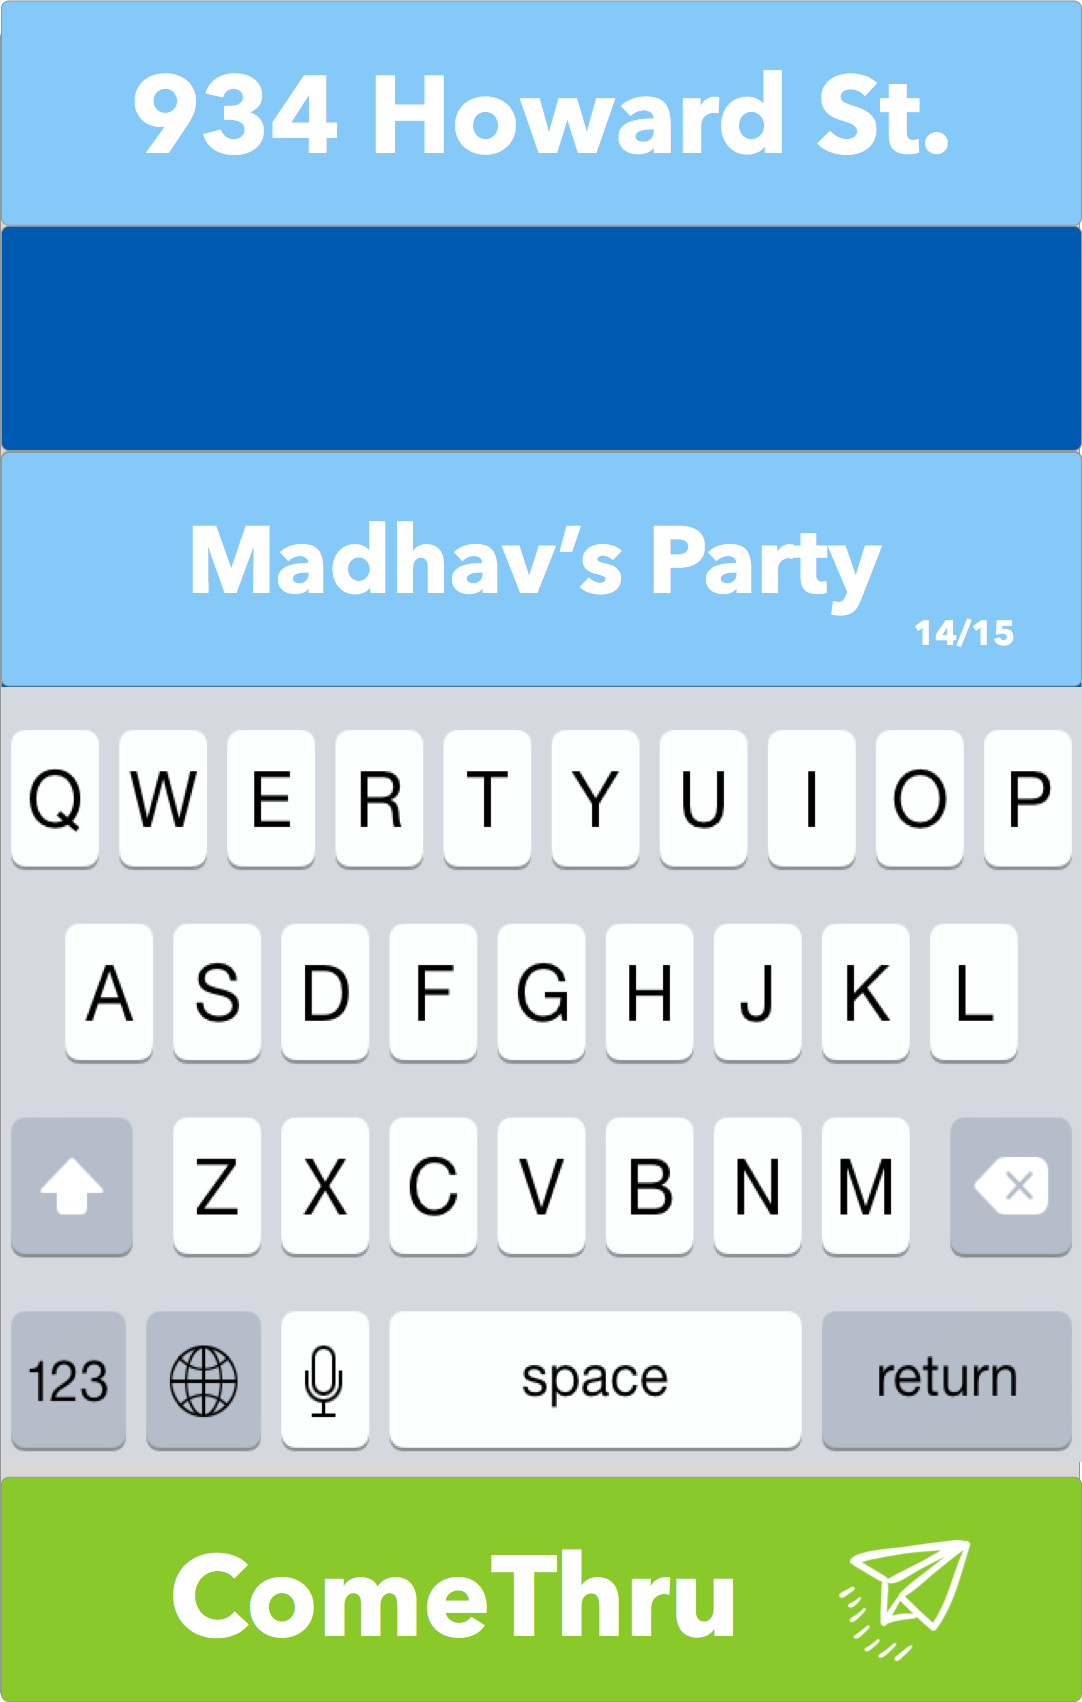 934 Howard St.
Madhav’s Party
14/15
Q W E R T Y U I O P
A S D F G H J K L
Z X C V B N M
123 space return
ComeThru